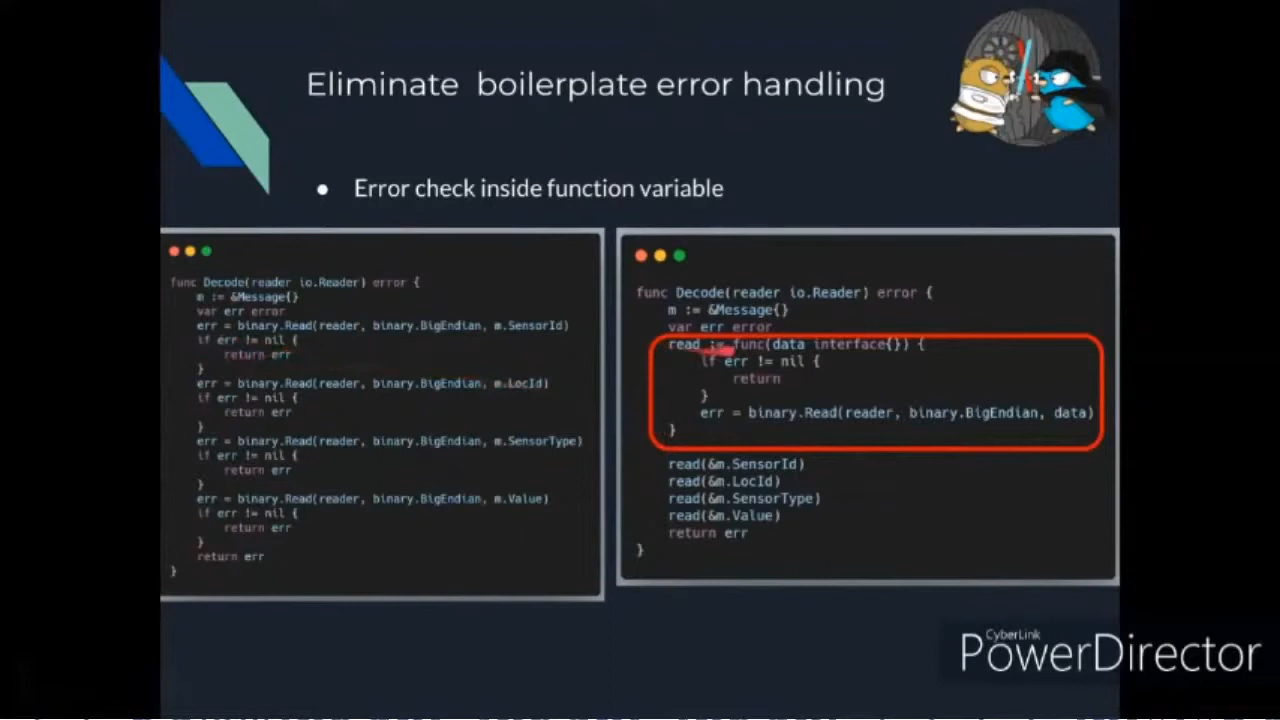 Eliminate boilerplate error handling
● Error check inside function variable
func Decode(reader io.Reader) error {
m := &Message{}
var err error
err = binary.Read(reader, binary.BigEndian, m.SensorId)
if err != nil {
return err
}
err = binary.Read(reader, binary.BigEndian, m.LocId)
if err != nil {
return err
}
err = binary.Read(reader, binary.BigEndian, m.SensorType)
if err != nil {
return err
}
err = binary.Read(reader, binary.BigEndian, m.Value)
if err != nil {
return err
}
return err
}
func Decode(reader io.Reader) error {
m := &Message{}
var err error
read := func(data interface{}) {
if err != nil {
return
}
err = binary.Read(reader, binary.BigEndian, data)
}
read(&m.SensorId)
read(&m.LocId)
read(&m.SensorType)
read(&m.Value)
return err
}
CyberLink
PowerDirector